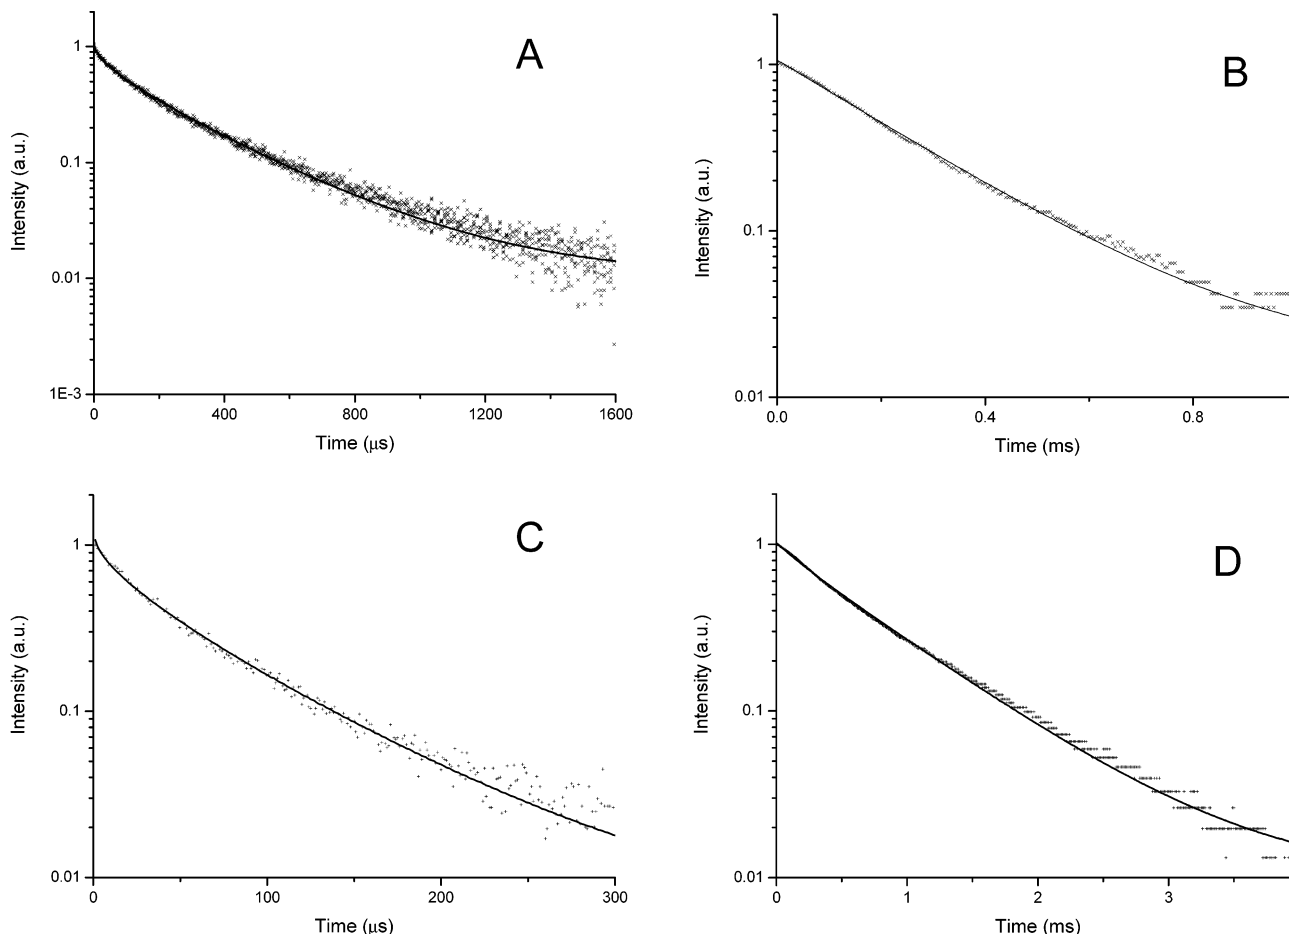 A
Intensity (a.u.)
1
0.1
0.01
1E-3
0 400 800 1200 1600
Time (μs)
B
Intensity (a.u.)
1
0.1
0.01
0.0 0.4 0.8
Time (ms)
C
Intensity (a.u.)
1
0.1
0.01
0 100 200 300
Time (μs)
D
Intensity (a.u.)
1
0.1
0.01
0 1 2 3
Time (ms)